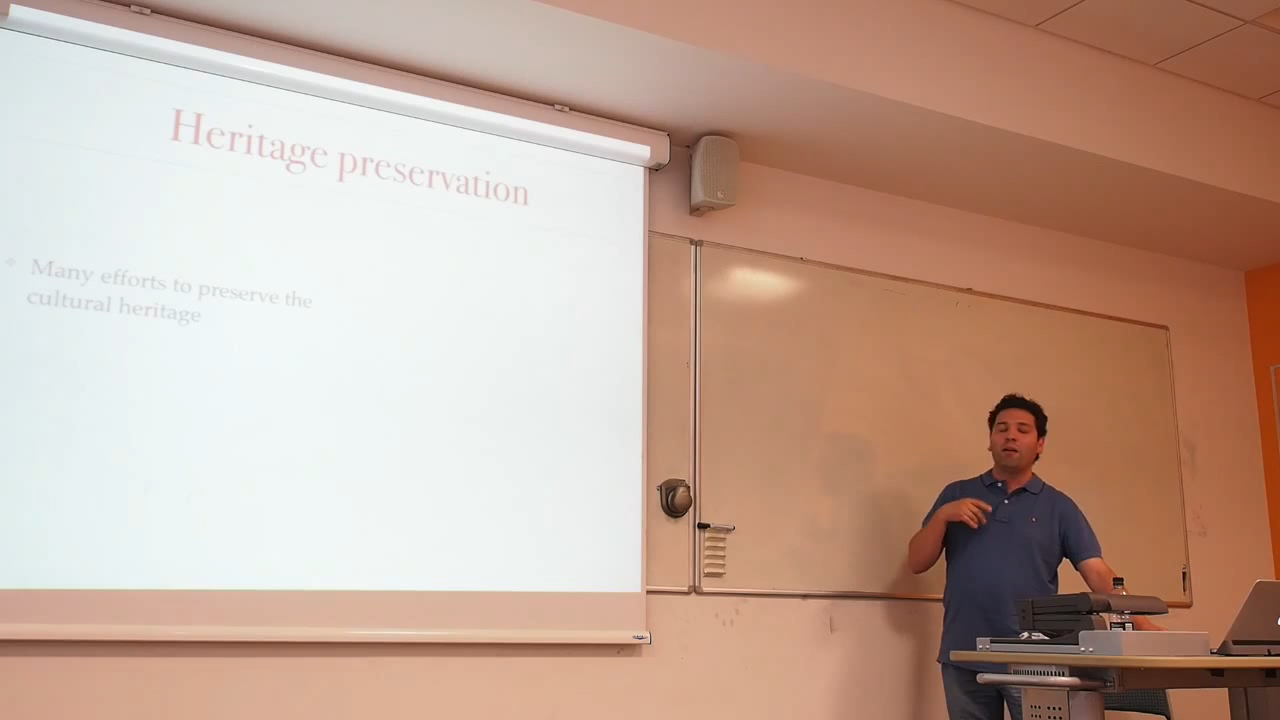 Heritage preservation
Many efforts to preserve the
cultural heritage